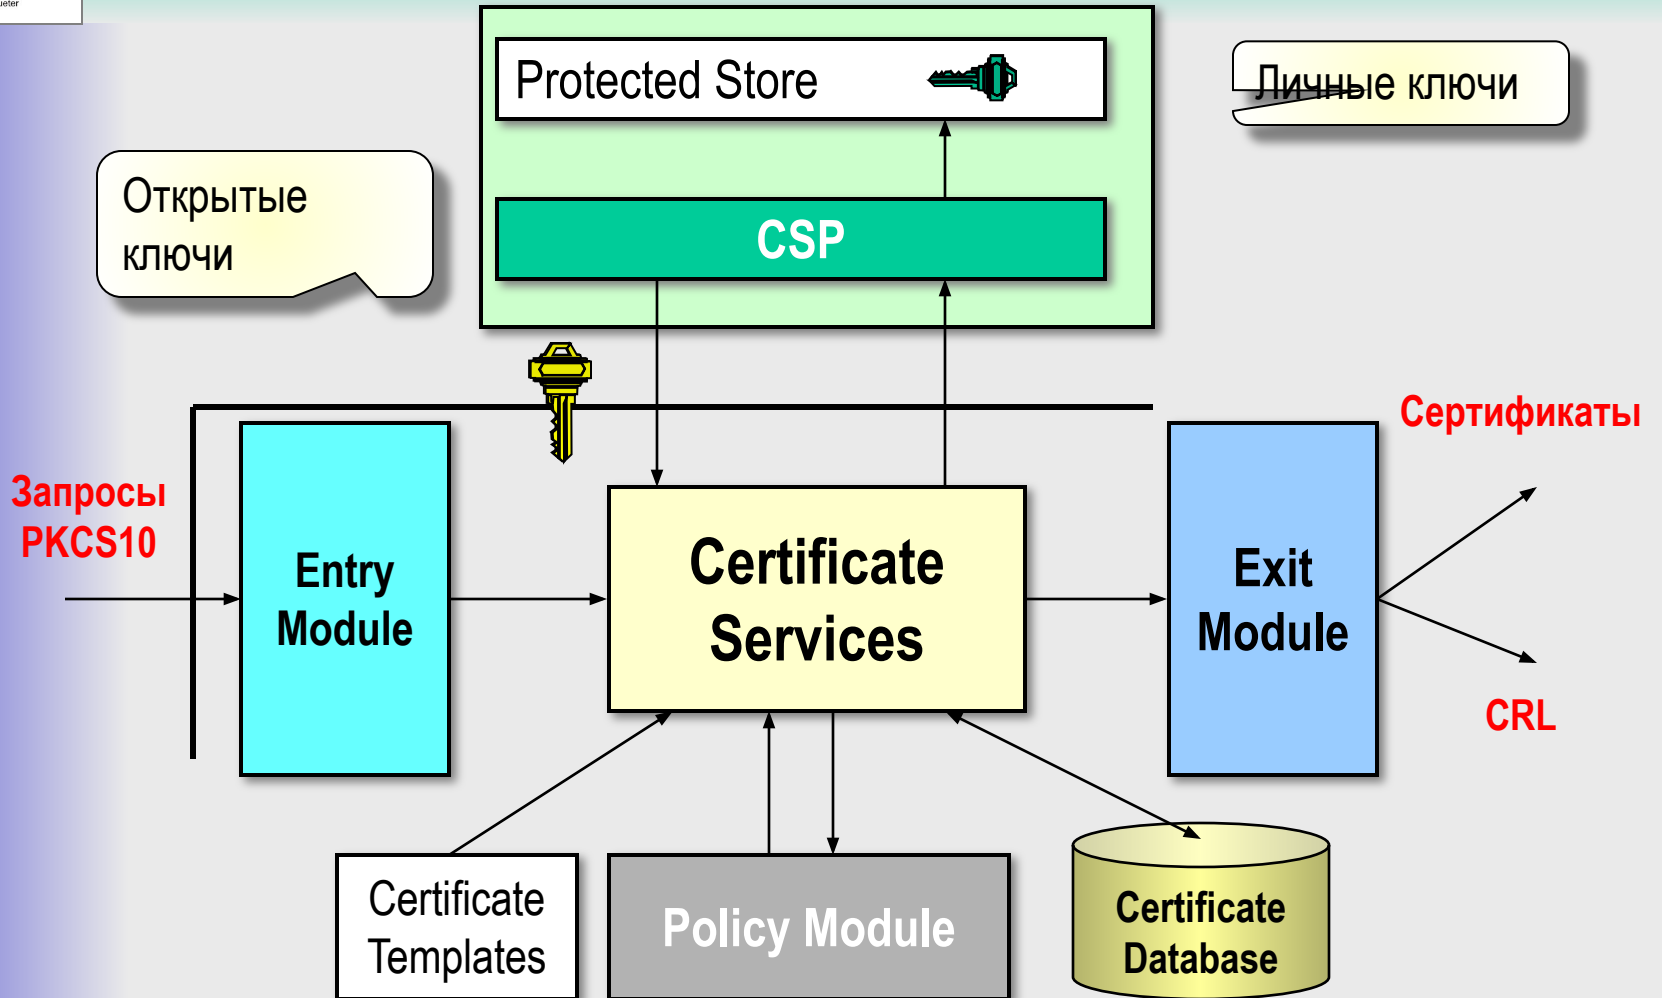 Protected Store
Личные ключи
Открытые
ключи
CSP
Сертификаты
Запросы
PKCS10
Entry
Module
Certificate
Services
Exit
Module
CRL
Certificate
Templates
Policy Module
Certificate
Database